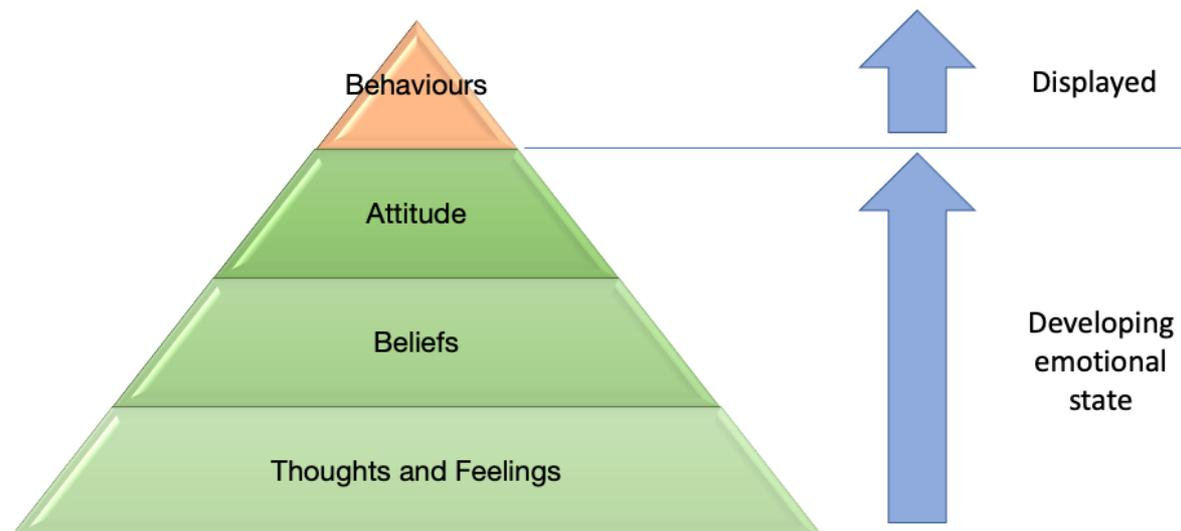 Behaviours
Displayed
Attitude
Beliefs
Developing
emotional
state
Thoughts and Feelings